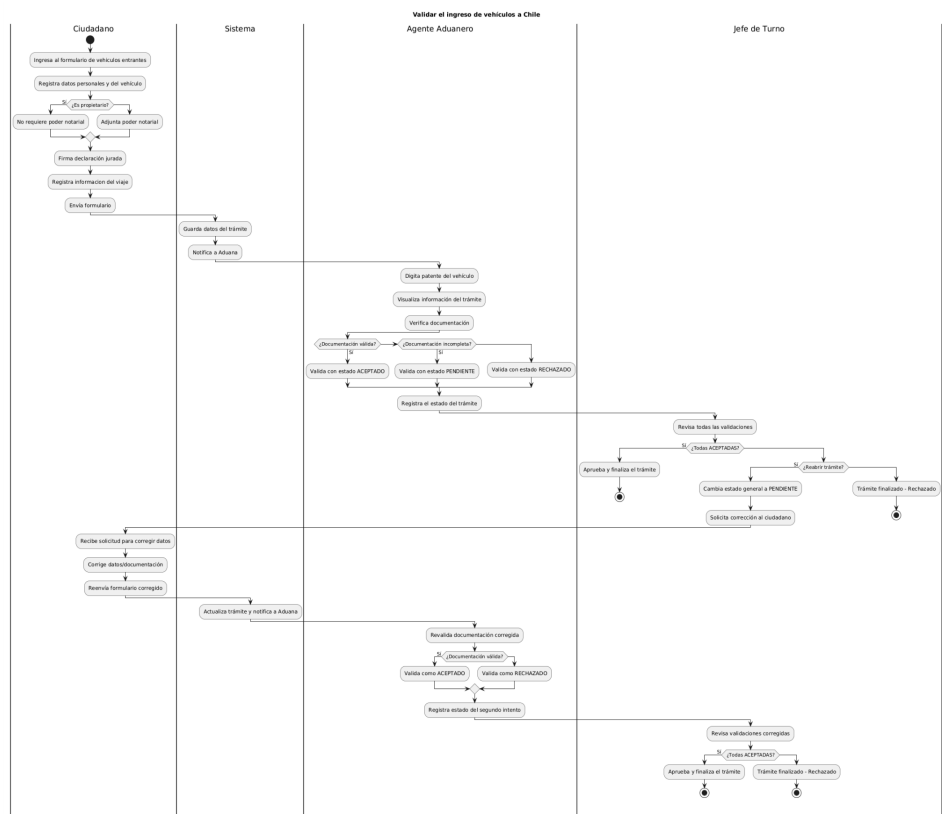 Validar el ingreso de vehículos a Chile
Ciudadano
Sistema
Agente Aduanero
Jefe de Turno
Ingresa al formulario de vehículos entrantes
Registra datos personales y del vehículo
Sí
¿Es propietario?
No requiere poder notarial
Adjunta poder notarial
Firma declaración jurada
Registra informacion del viaje
Envía formulario
Guarda datos del trámite
Notifica a Aduana
Digita patente del vehículo
Visualiza información del trámite
Verifica documentación
¿Documentación válida?
¿Documentación incompleta?
Sí
Sí
Valida con estado ACEPTADO
Valida con estado PENDIENTE
Valida con estado RECHAZADO
Registra el estado del trámite
Revisa todas las validaciones
Sí
¿Todas ACEPTADAS?
Aprueba y finaliza el trámite
Sí
¿Reabrir trámite?
Cambia estado general a PENDIENTE
Trámite finalizado - Rechazado
Solicita corrección al ciudadano
Recibe solicitud para corregir datos
Corrige datos/documentación
Reenvía formulario corregido
Actualiza trámite y notifica a Aduana
Revalida documentación corregida
Sí
¿Documentación válida?
Valida como ACEPTADO
Valida como RECHAZADO
Registra estado del segundo intento
Revisa validaciones corregidas
Sí
¿Todas ACEPTADAS?
Aprueba y finaliza el trámite
Trámite finalizado - Rechazado